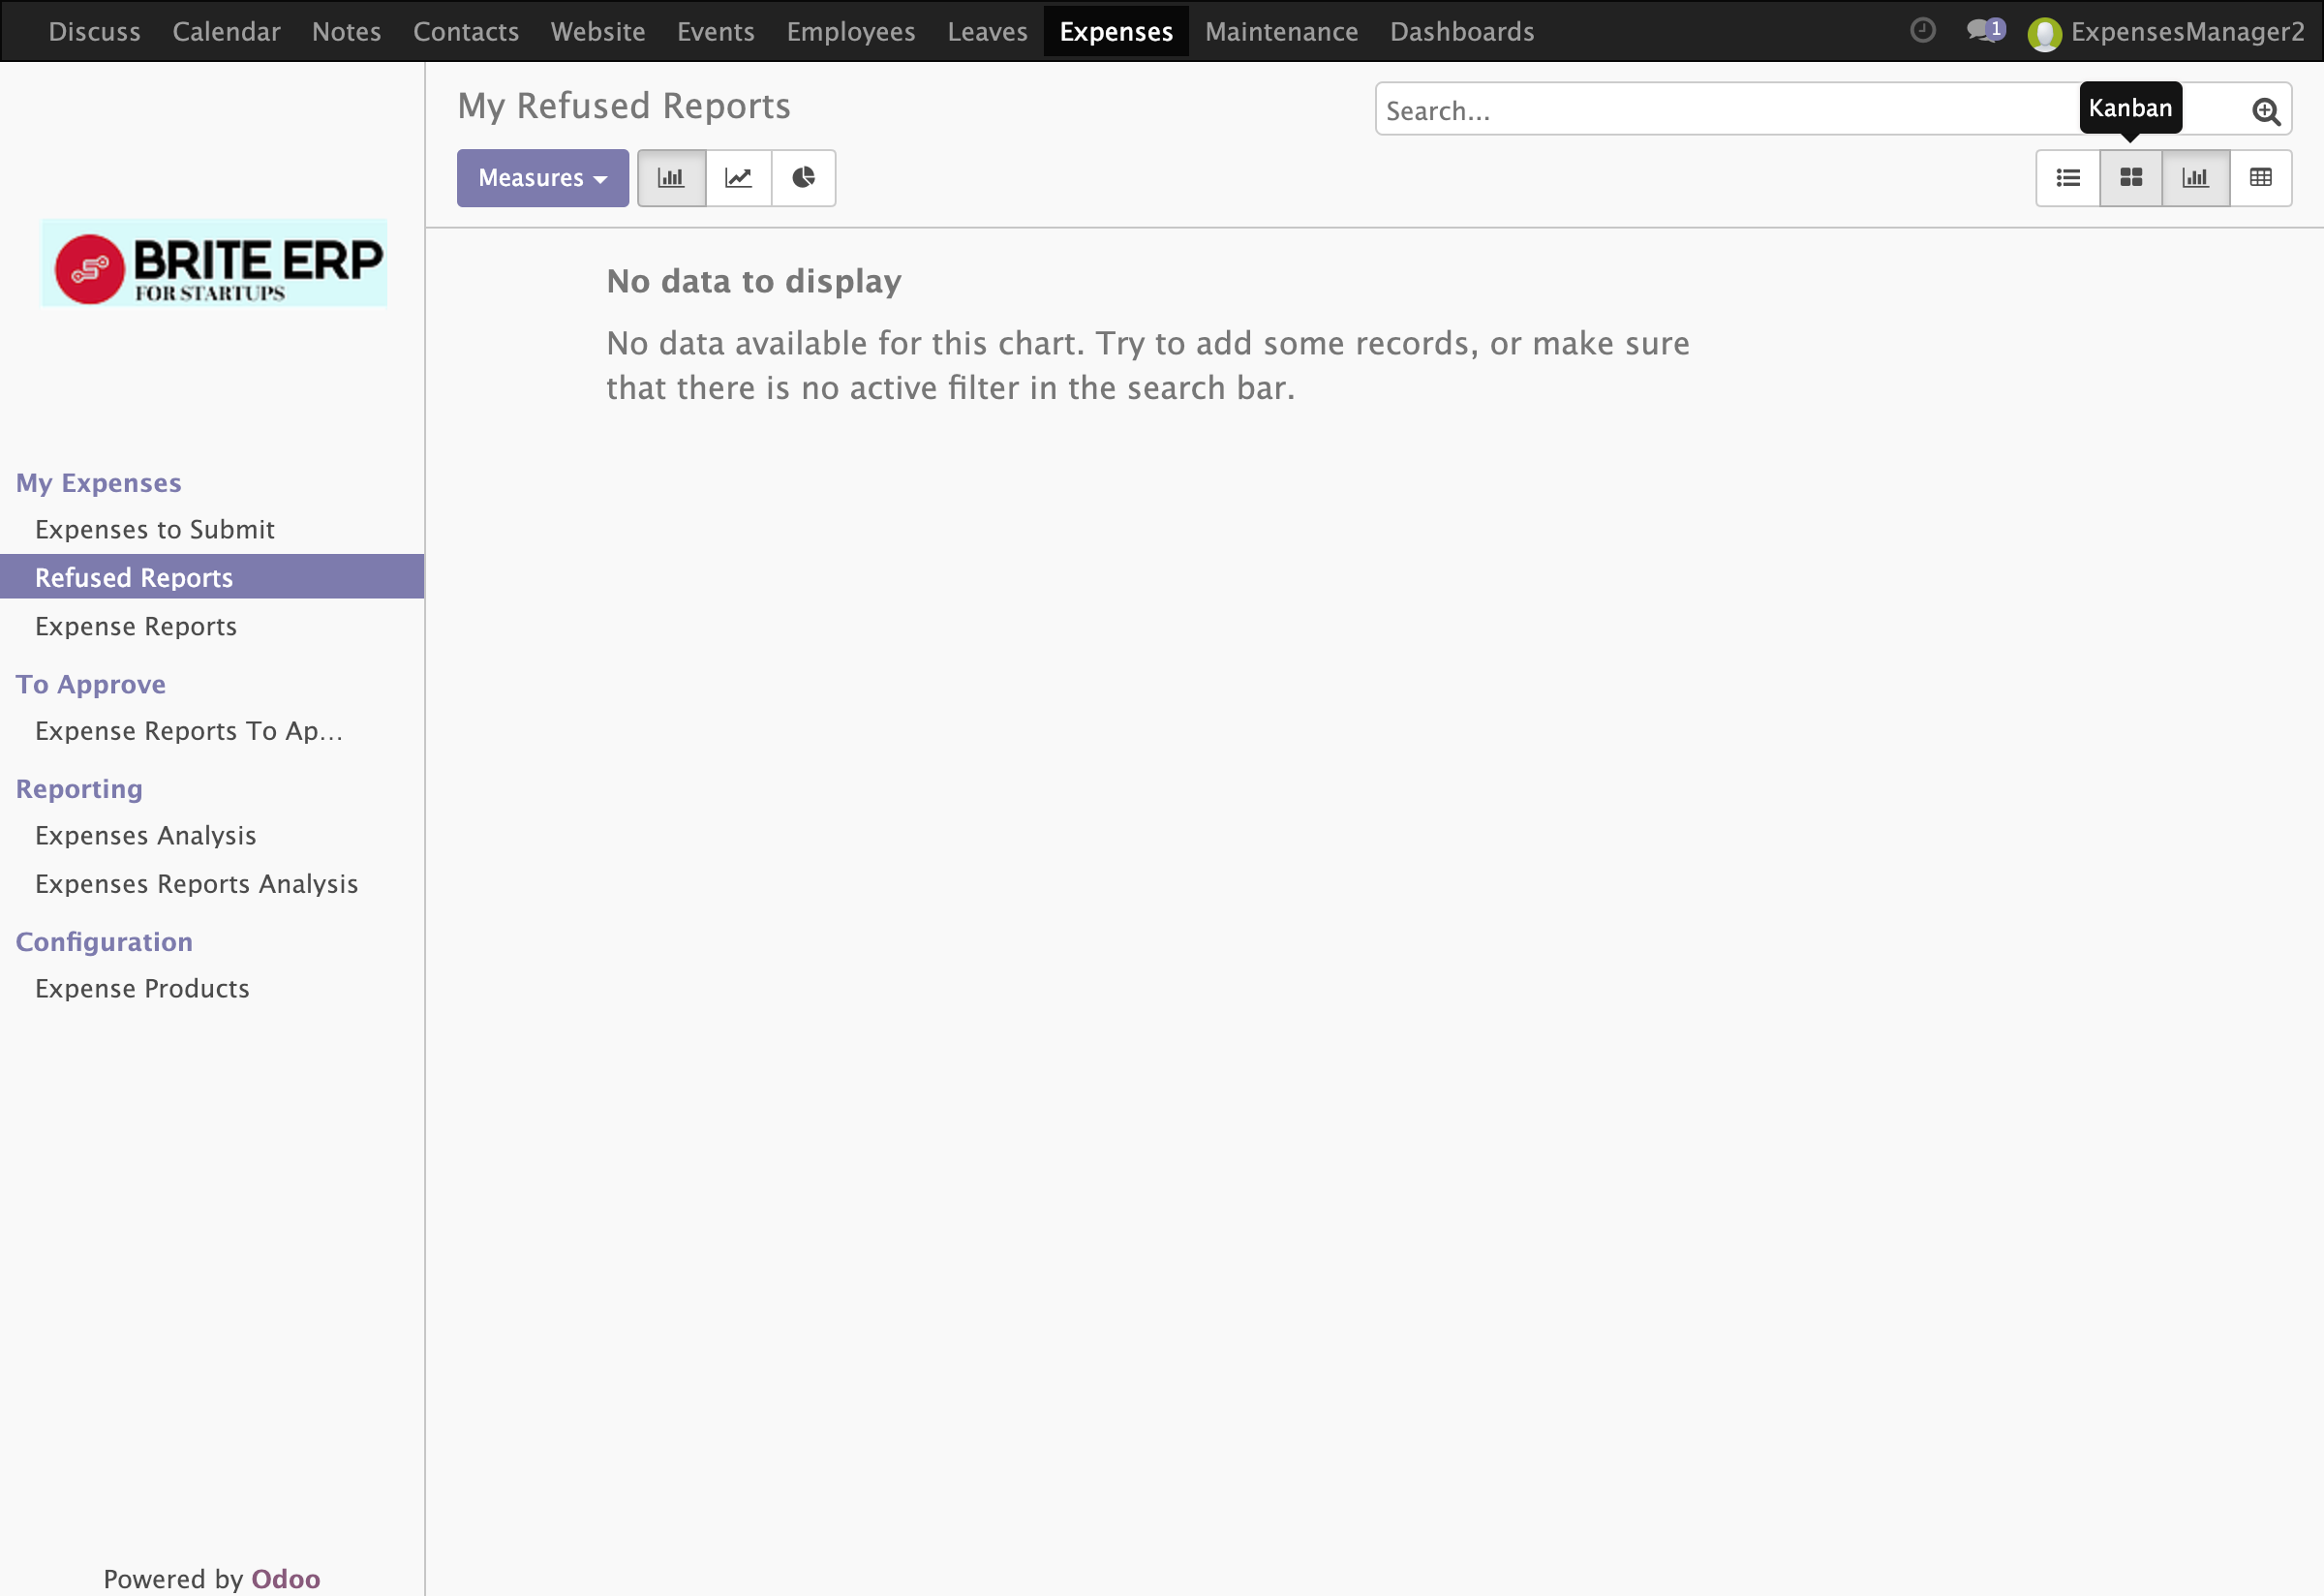 Discuss Calendar Notes Contacts Website Events Employees Leaves Expenses Maintenance Dashboards 1 ExpensesManager2
My Refused Reports
Search...
Kanban
Measures
BRITE ERP
FOR STARTUPS
No data to display
No data available for this chart. Try to add some records, or make sure
that there is no active filter in the search bar.
My Expenses
Expenses to Submit
Refused Reports
Expense Reports
To Approve
Expense Reports To Ap...
Reporting
Expenses Analysis
Expenses Reports Analysis
Configuration
Expense Products
Powered by Odoo